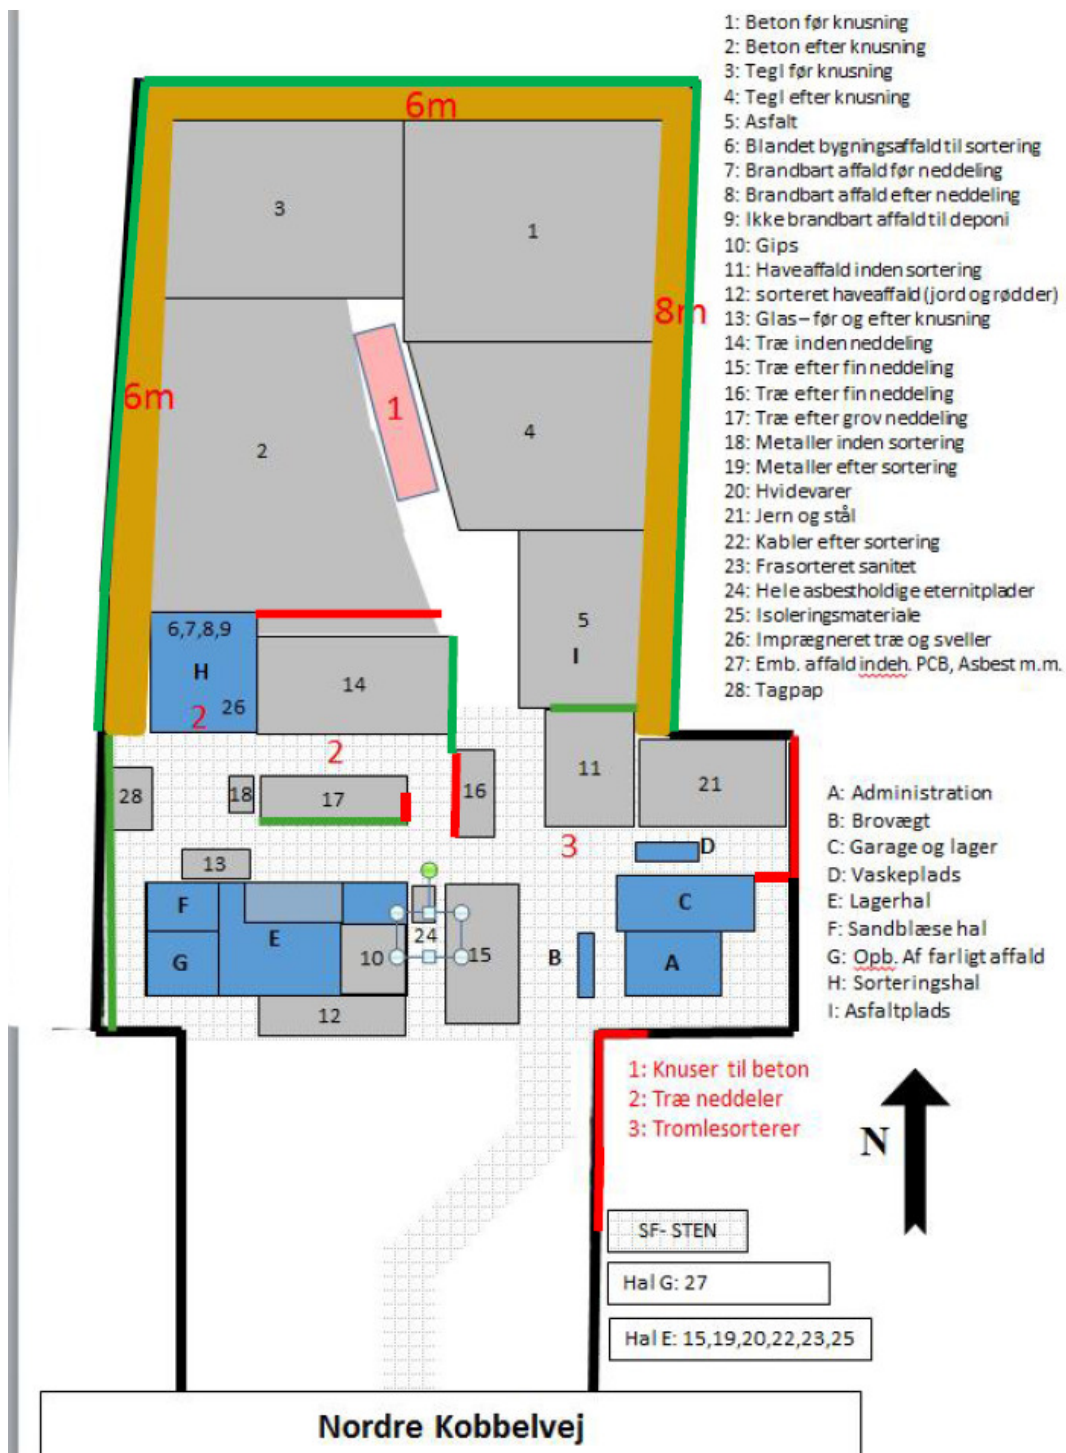 1: Beton før knusning
2: Beton efter knusning
3: Tegl før knusning
4: Tegl efter knusning
5: Asfalt
6: Blandet bygningsaffald til sortering
7: Brandbart affald før neddeling
8: Brandbart affald efter neddeling
9: Ikke brandbart affald til deponi
10: Gips
11: Haveaffald inden sortering
12: sorteret haveaffald (jord og rødder)
13: Glas – før og efter knusning
14: Træ inden neddeling
15: Træ efter fin neddeling
16: Træ efter fin neddeling
17: Træ efter grov neddeling
18: Metaller inden sortering
19: Metaller efter sortering
20: Hvidevarer
21: Jern og stål
22: Kabler efter sortering
23: Frasorteret sanitet
24: Hele asbestholdige eternitplader
25: Isoleringsmateriale
26: Imprægneret træ og sveller
27: Emb. affald indeh. PCB, Asbest m.m.
28: Tagpap
6m
3
1
8m
6m
1
2
4
6,7,8,9
H
2 26
14
5
I
2
28
18
17
16
11
21
3
D
13
F
E
G
10
24
15
12
B
C
A
A: Administration
B: Brovægt
C: Garage og lager
D: Vaskeplads
E: Lagerhal
F: Sandblæse hal
G: Opb. Af farligt affald
H: Sorteringshal
I: Asfaltplads
1: Knuser til beton
2: Træ neddeler
3: Tromlesorterer
N
SF- STEN
Hal G: 27
Hal E: 15,19,20,22,23,25
Nordre Kobbelvej